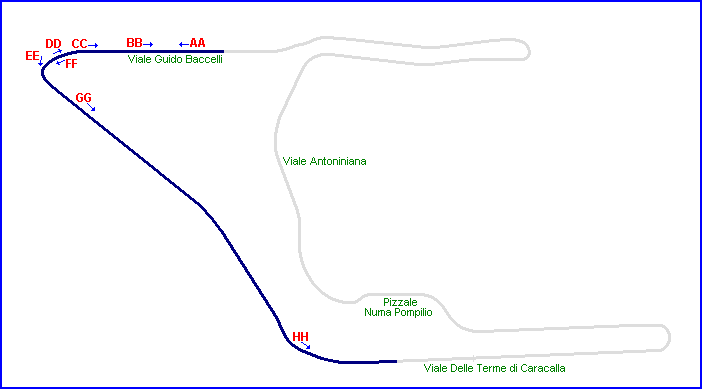 DD CC BB AA
Viale Guido Baccelli
EE FF
GG
Viale Antoniniana
Pizzale
Numa Pompilio
HH
Viale Delle Terme di Caracalla